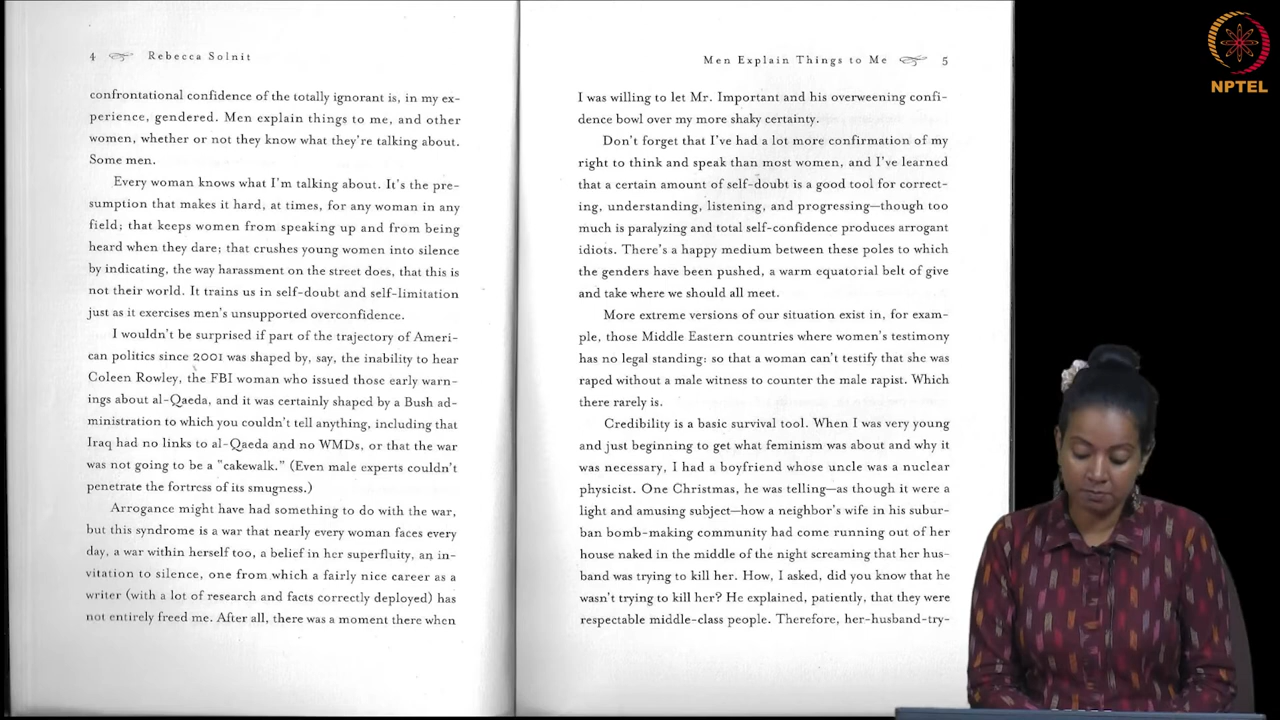 4 Rebecca Solnit
confrontational confidence of the totally ignorant is, in my ex-
perience, gendered. Men explain things to me, and other
women, whether or not they know what they're talking about.
Some men.
Every woman knows what I'm talking about. It's the pre-
sumption that makes it hard, at times, for any woman in any
field; that keeps women from speaking up and from being
heard when they dare; that crushes young women into silence
by indicating, the way harassment on the street does, that this is
not their world. It trains us in self-doubt and self-limitation
just as it exercises men's unsupported overconfidence.
I wouldn't be surprised if part of the trajectory of Ameri-
can politics since 2001 was shaped by, say, the inability to hear
Coleen Rowley, the FBI woman who issued those early warn-
ings about al-Qaeda, and it was certainly shaped by a Bush ad-
ministration to which you couldn't tell anything, including that
Iraq had no links to al-Qaeda and no WMDs, or that the war
was not going to be a "cakewalk." (Even male experts couldn't
penetrate the fortress of its smugness.)
Arrogance might have had something to do with the war,
but this syndrome is a war that nearly every woman faces every
day, a war within herself too, a belief in her superfluity, an in-
vitation to silence, one from which a fairly nice career as a
writer (with a lot of research and facts correctly deployed) has
not entirely freed me. After all, there was a moment there when
Men Explain Things to Me 5
I was willing to let Mr. Important and his overweening confi-
dence bowl over my more shaky certainty.
Don't forget that I've had a lot more confirmation of my
right to think and speak than most women, and I've learned
that a certain amount of self-doubt is a good tool for correct-
ing, understanding, listening, and progressing—though too
much is paralyzing and total self-confidence produces arrogant
idiots. There's a happy medium between these poles to which
the genders have been pushed, a warm equatorial belt of give
and take where we should all meet.
More extreme versions of our situation exist in, for exam-
ple, those Middle Eastern countries where women's testimony
has no legal standing: so that a woman can't testify that she was
raped without a male witness to counter the male rapist. Which
there rarely is.
Credibility is a basic survival tool. When I was very young
and just beginning to get what feminism was about and why it
was necessary, I had a boyfriend whose uncle was a nuclear
physicist. One Christmas, he was telling—as though it were a
light and amusing subject—how a neighbor's wife in his subur-
ban bomb-making community had come running out of her
house naked in the middle of the night screaming that her hus-
band was trying to kill her. How, I asked, did you know that he
wasn't trying to kill her? He explained, patiently, that they were
respectable middle-class people. Therefore, her-husband-try-
NPTEL